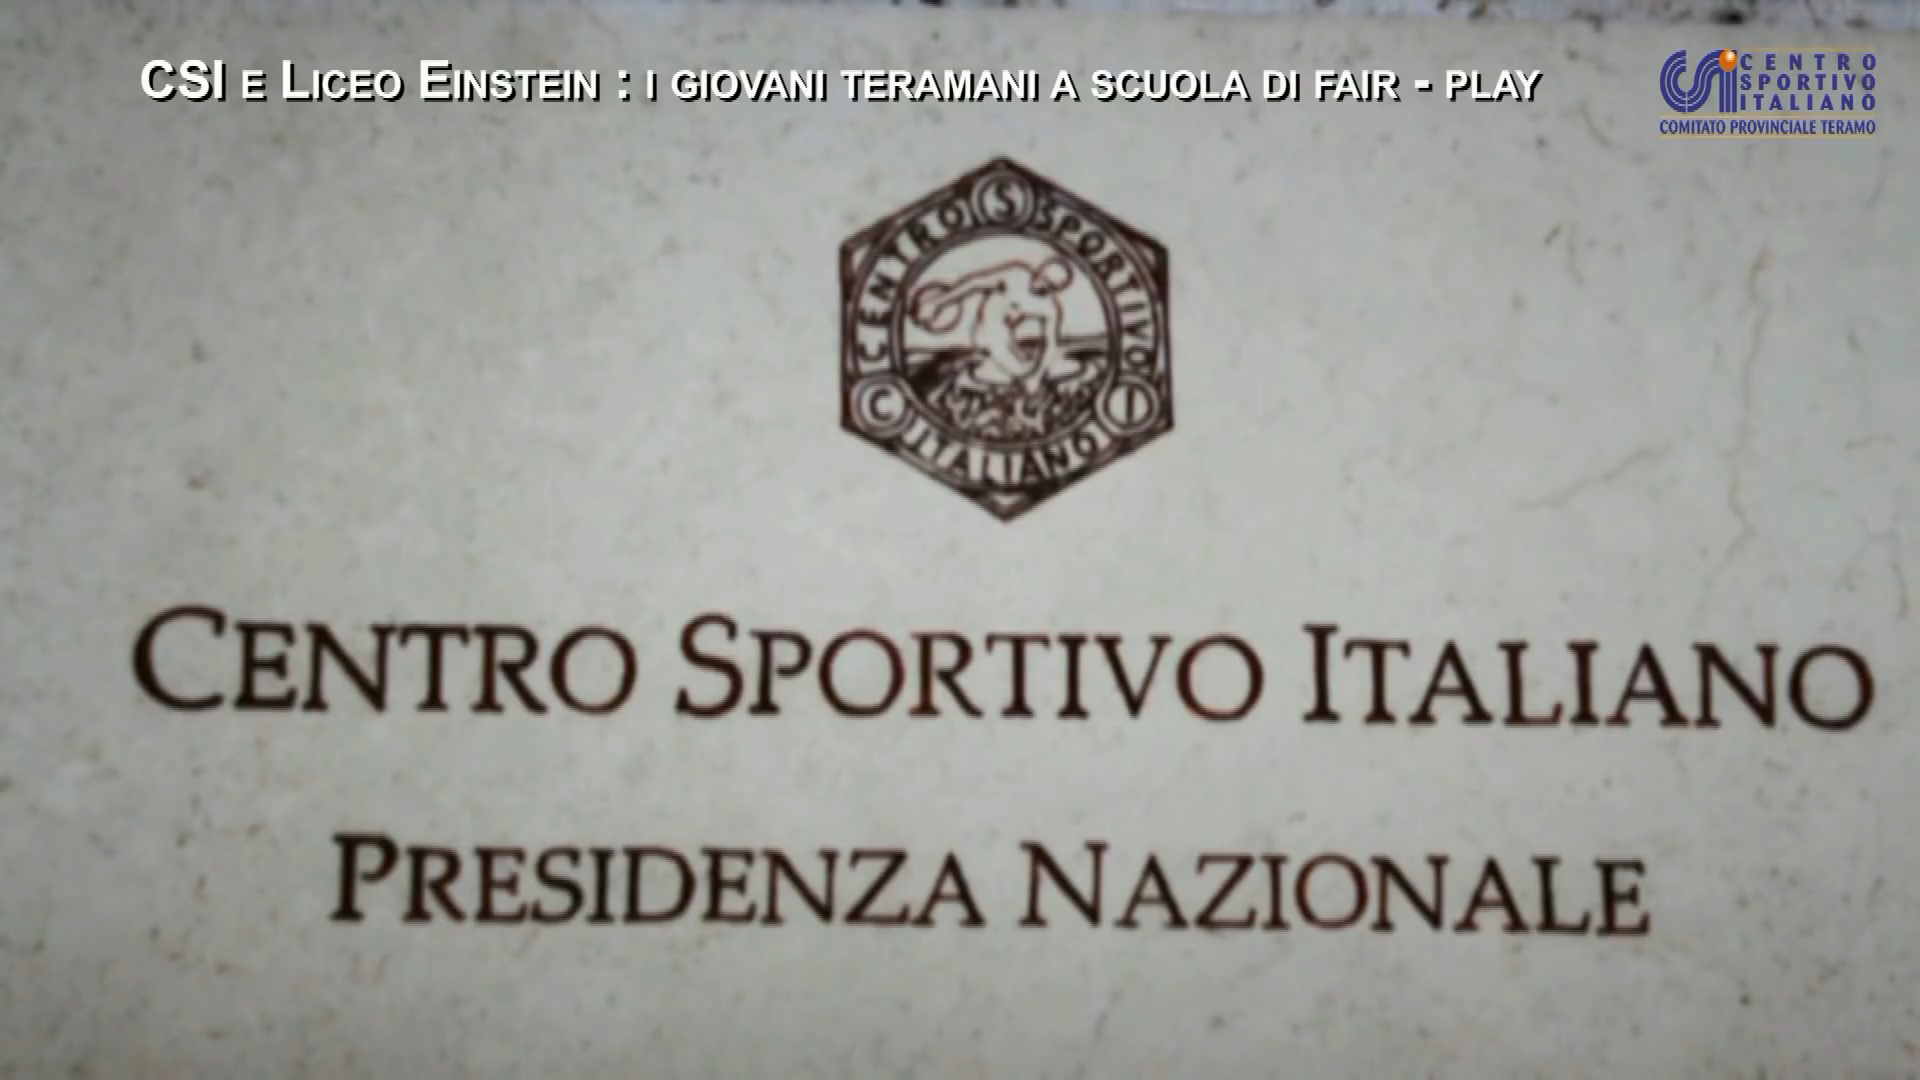 CSI E LICEO EINSTEIN : I GIOVANI TERAMANI A SCUOLA DI FAIR - PLAY
CSI CENTRO
SPORTIVO
ITALIANO
COMITATO PROVINCIALE TERAMO
CENTRO S SPORTIVO
C ITALIANO I
CENTRO SPORTIVO ITALIANO
PRESIDENZA NAZIONALE